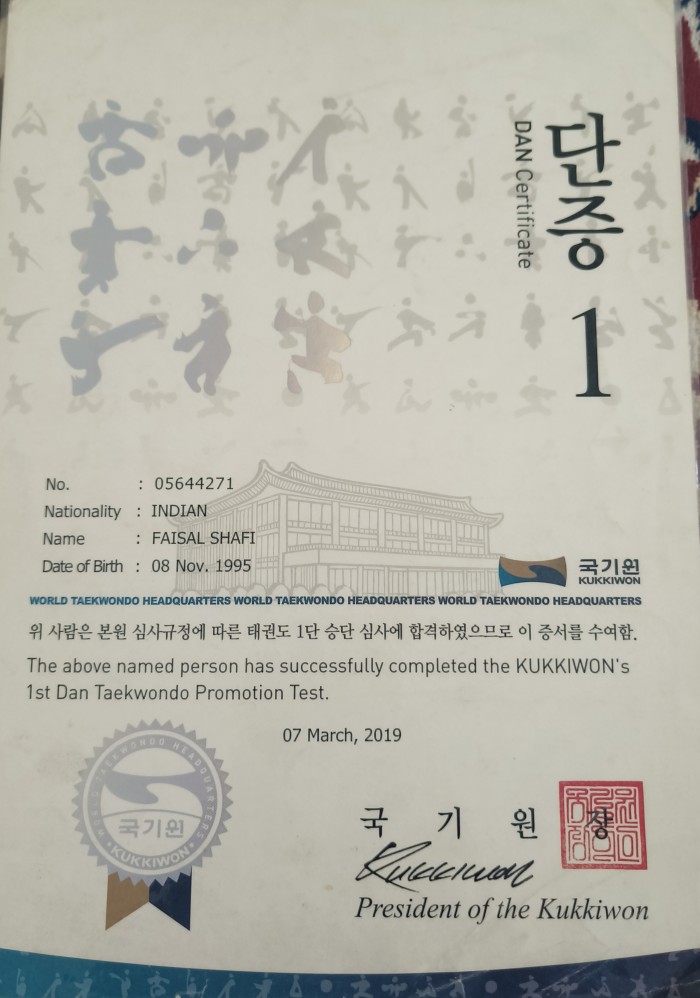 단증
DAN Certificate
1
No. : 05644271
Nationality : INDIAN
Name : FAISAL SHAFI
Date of Birth : 08 Nov. 1995
국기원
KUKKIWON
WORLD TAEKWONDO HEADQUARTERS WORLD TAEKWONDO HEADQUARTERS WORLD TAEKWONDO HEADQUARTERS
위 사람은 본원 심사규정에 따른 태권도 1단 승단 심사에 합격하였으므로 이 증서를 수여함.
The above named person has successfully completed the KUKKIWON's
1st Dan Taekwondo Promotion Test.
07 March, 2019
WORLD TAEKWONDO HEADQUARTERS
국기원
KUKKIWON
국 기 원 장
Kukkiwon
President of the Kukkiwon